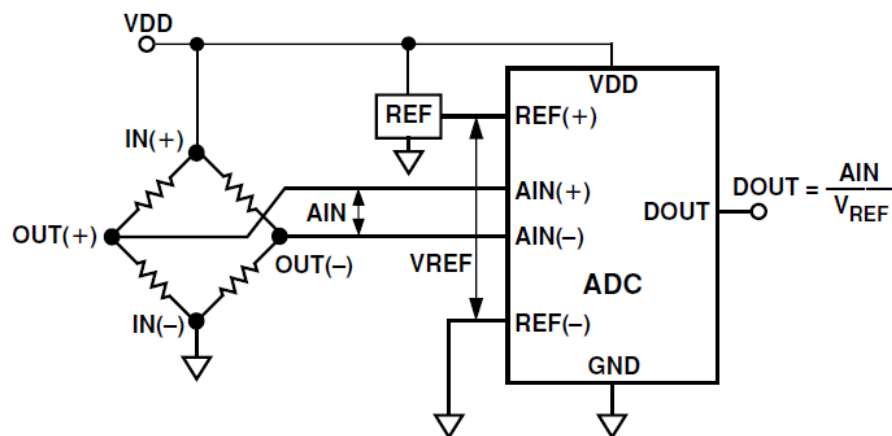 VDD
VDD
REF
REF(+)
IN(+)
AIN(+)
AIN
DOUT
DOUT = AIN / VREF
OUT(+)
OUT(–)
AIN(–)
VREF
ADC
IN(–)
REF(–)
GND